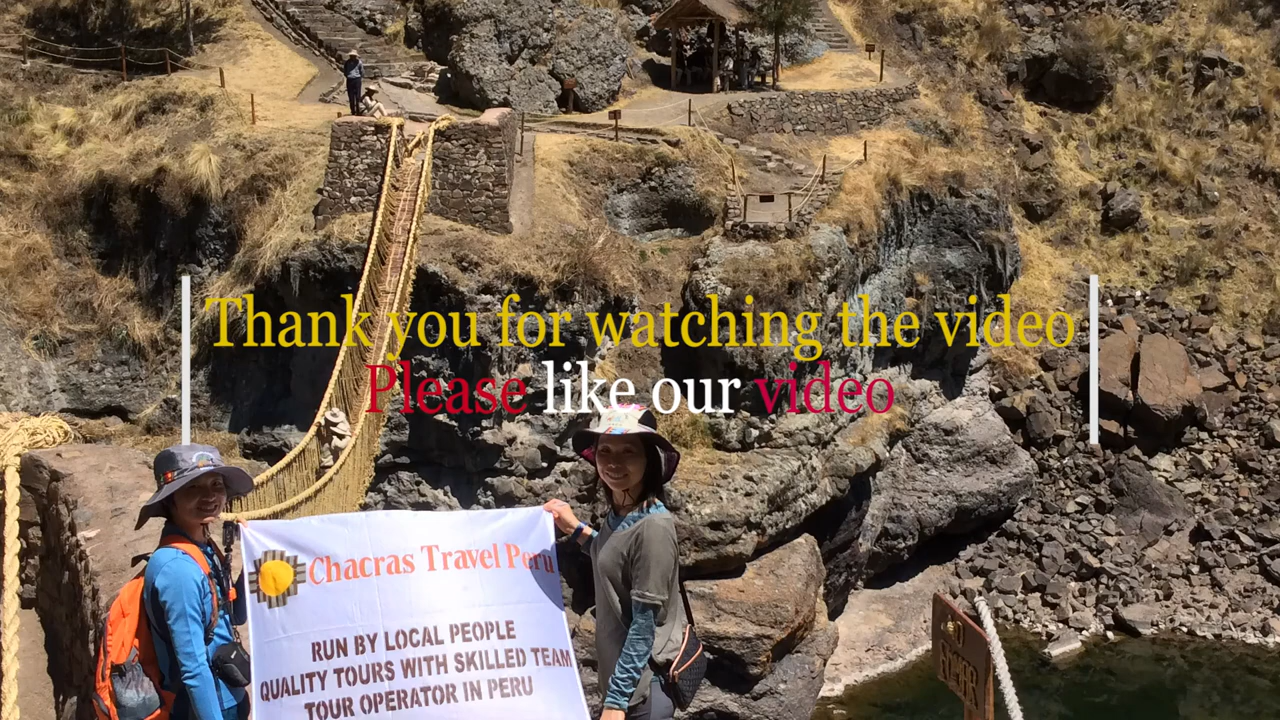 Thank you for watching the video
Please like our video
Chacras Travel Peru
RUN BY LOCAL PEOPLE
QUALITY TOURS WITH SKILLED TEAM
TOUR OPERATOR IN PERU